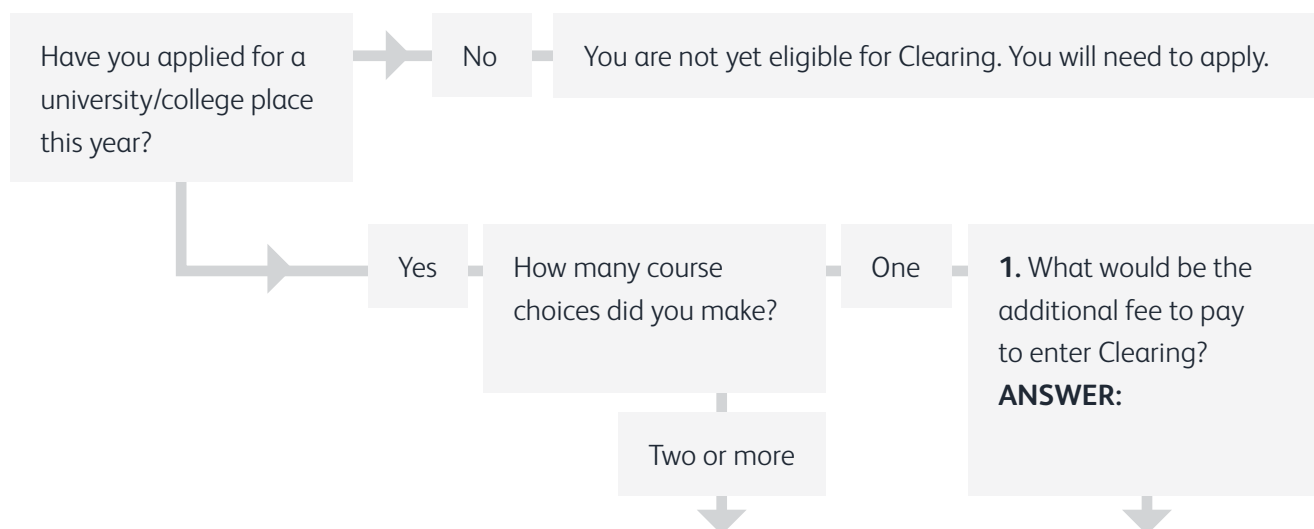 Have you applied for a
university/college place
this year?
No
You are not yet eligible for Clearing. You will need to apply.
Yes
How many course
choices did you make?
One
1. What would be the
additional fee to pay
to enter Clearing?
ANSWER:
Two or more